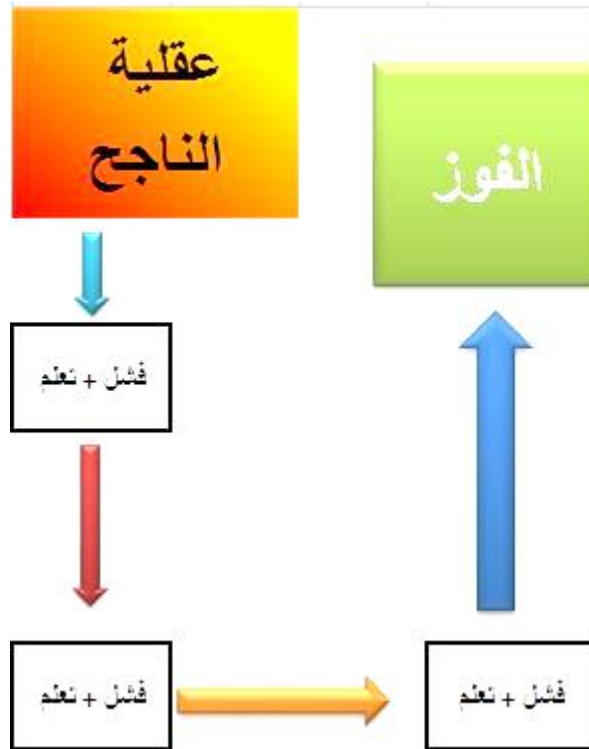 عقلية
الناجح
الفوز
فشل + تعلم
فشل + تعلم
فشل + تعلم